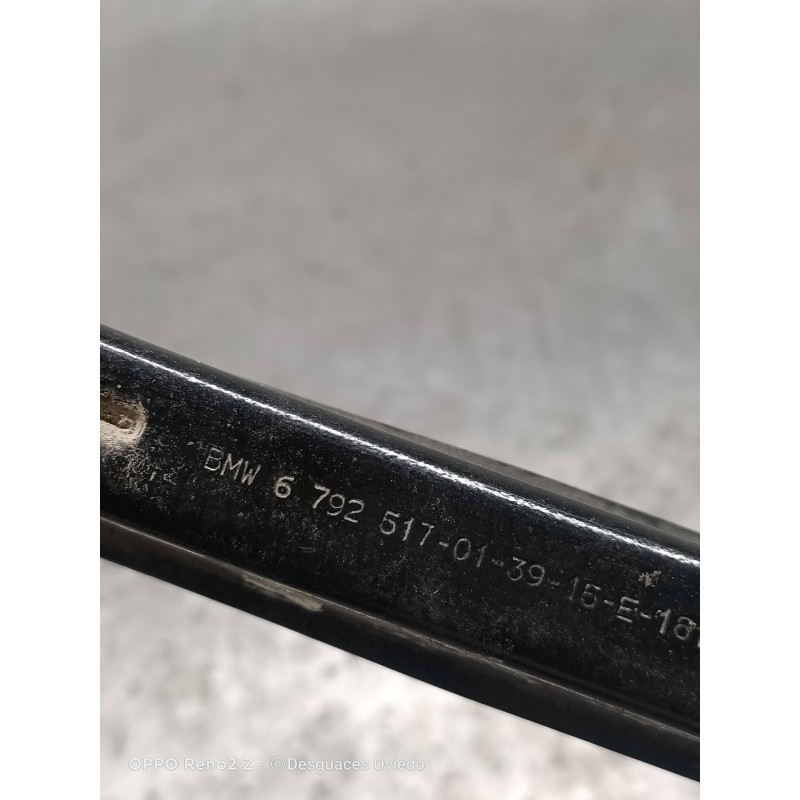 BMW 6 792 517-01-39-15-E-18
OPPO Reno2 Z · © Desguaces Oviedo